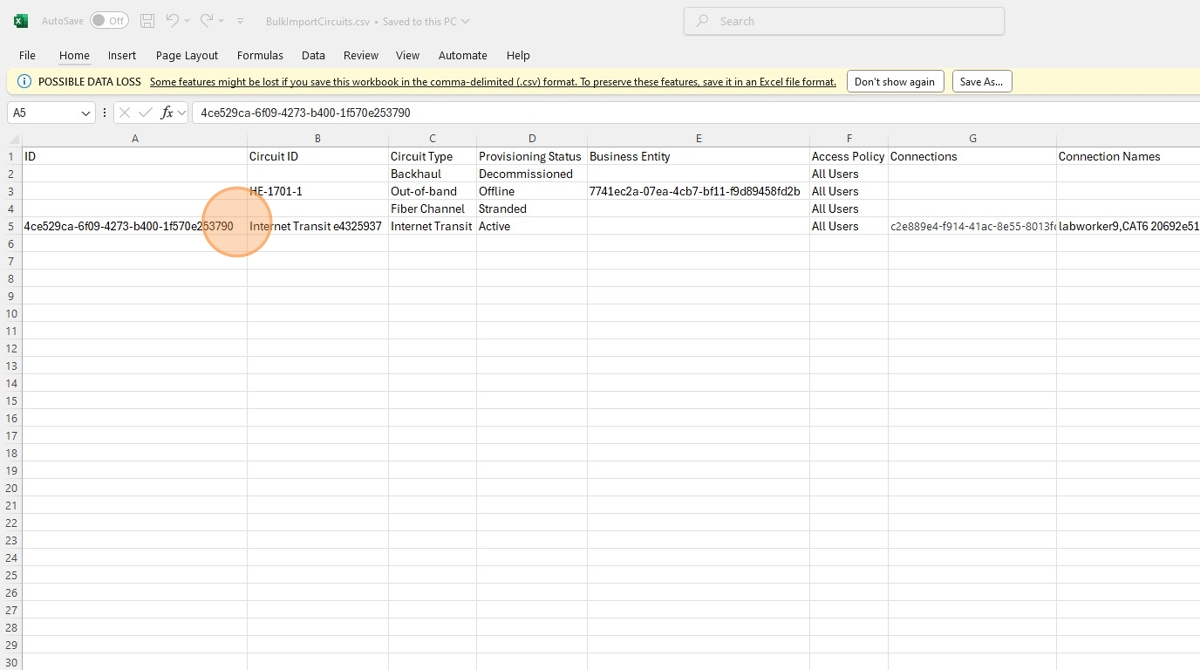 AutoSave Off BulkImportCircuits.csv • Saved to this PC Search
File Home Insert Page Layout Formulas Data Review View Automate Help
POSSIBLE DATA LOSS Some features might be lost if you save this workbook in the comma-delimited (.csv) format. To preserve these features, save it in an Excel file format. Don't show again Save As...
A5 fx 4ce529ca-6f09-4273-b400-1f570e253790
A B C D E F G
1 ID Circuit ID Circuit Type Provisioning Status Business Entity Access Policy Connections Connection Names
2 Backhaul Decommissioned All Users
3 HE-1701-1 Out-of-band Offline 7741ec2a-07ea-4cb7-bf11-f9d89458fd2b All Users
4 Fiber Channel Stranded All Users
5 4ce529ca-6f09-4273-b400-1f570e253790 Internet Transit e4325937 Internet Transit Active All Users c2e889e4-f914-41ac-8e55-8013f labworker9,CAT6 20692e51
6
7
8
9
10
11
12
13
14
15
16
17
18
19
20
21
22
23
24
25
26
27
28
29
30